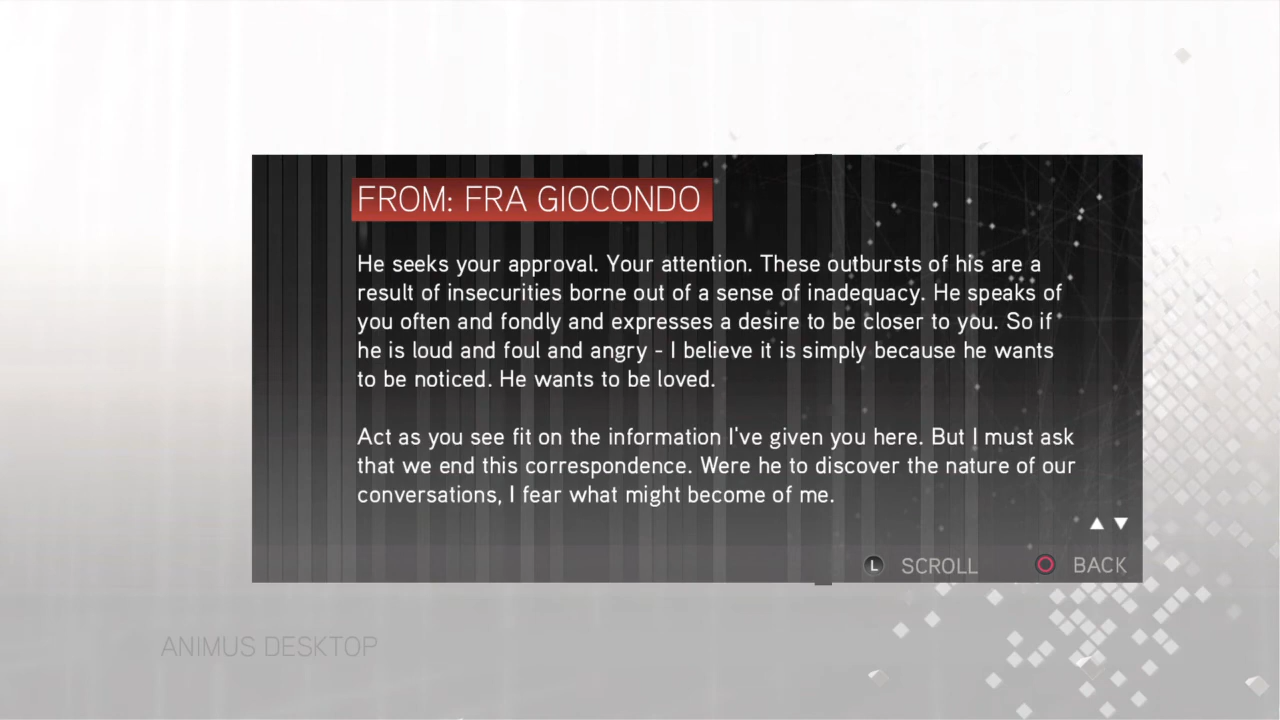 FROM: FRA GIOCONDO
He seeks your approval. Your attention. These outbursts of his are a
result of insecurities borne out of a sense of inadequacy. He speaks of
you often and fondly and expresses a desire to be closer to you. So if
he is loud and foul and angry - I believe it is simply because he wants
to be noticed. He wants to be loved.
Act as you see fit on the information I've given you here. But I must ask
that we end this correspondence. Were he to discover the nature of our
conversations, I fear what might become of me.
L SCROLL BACK
ANIMUS DESKTOP